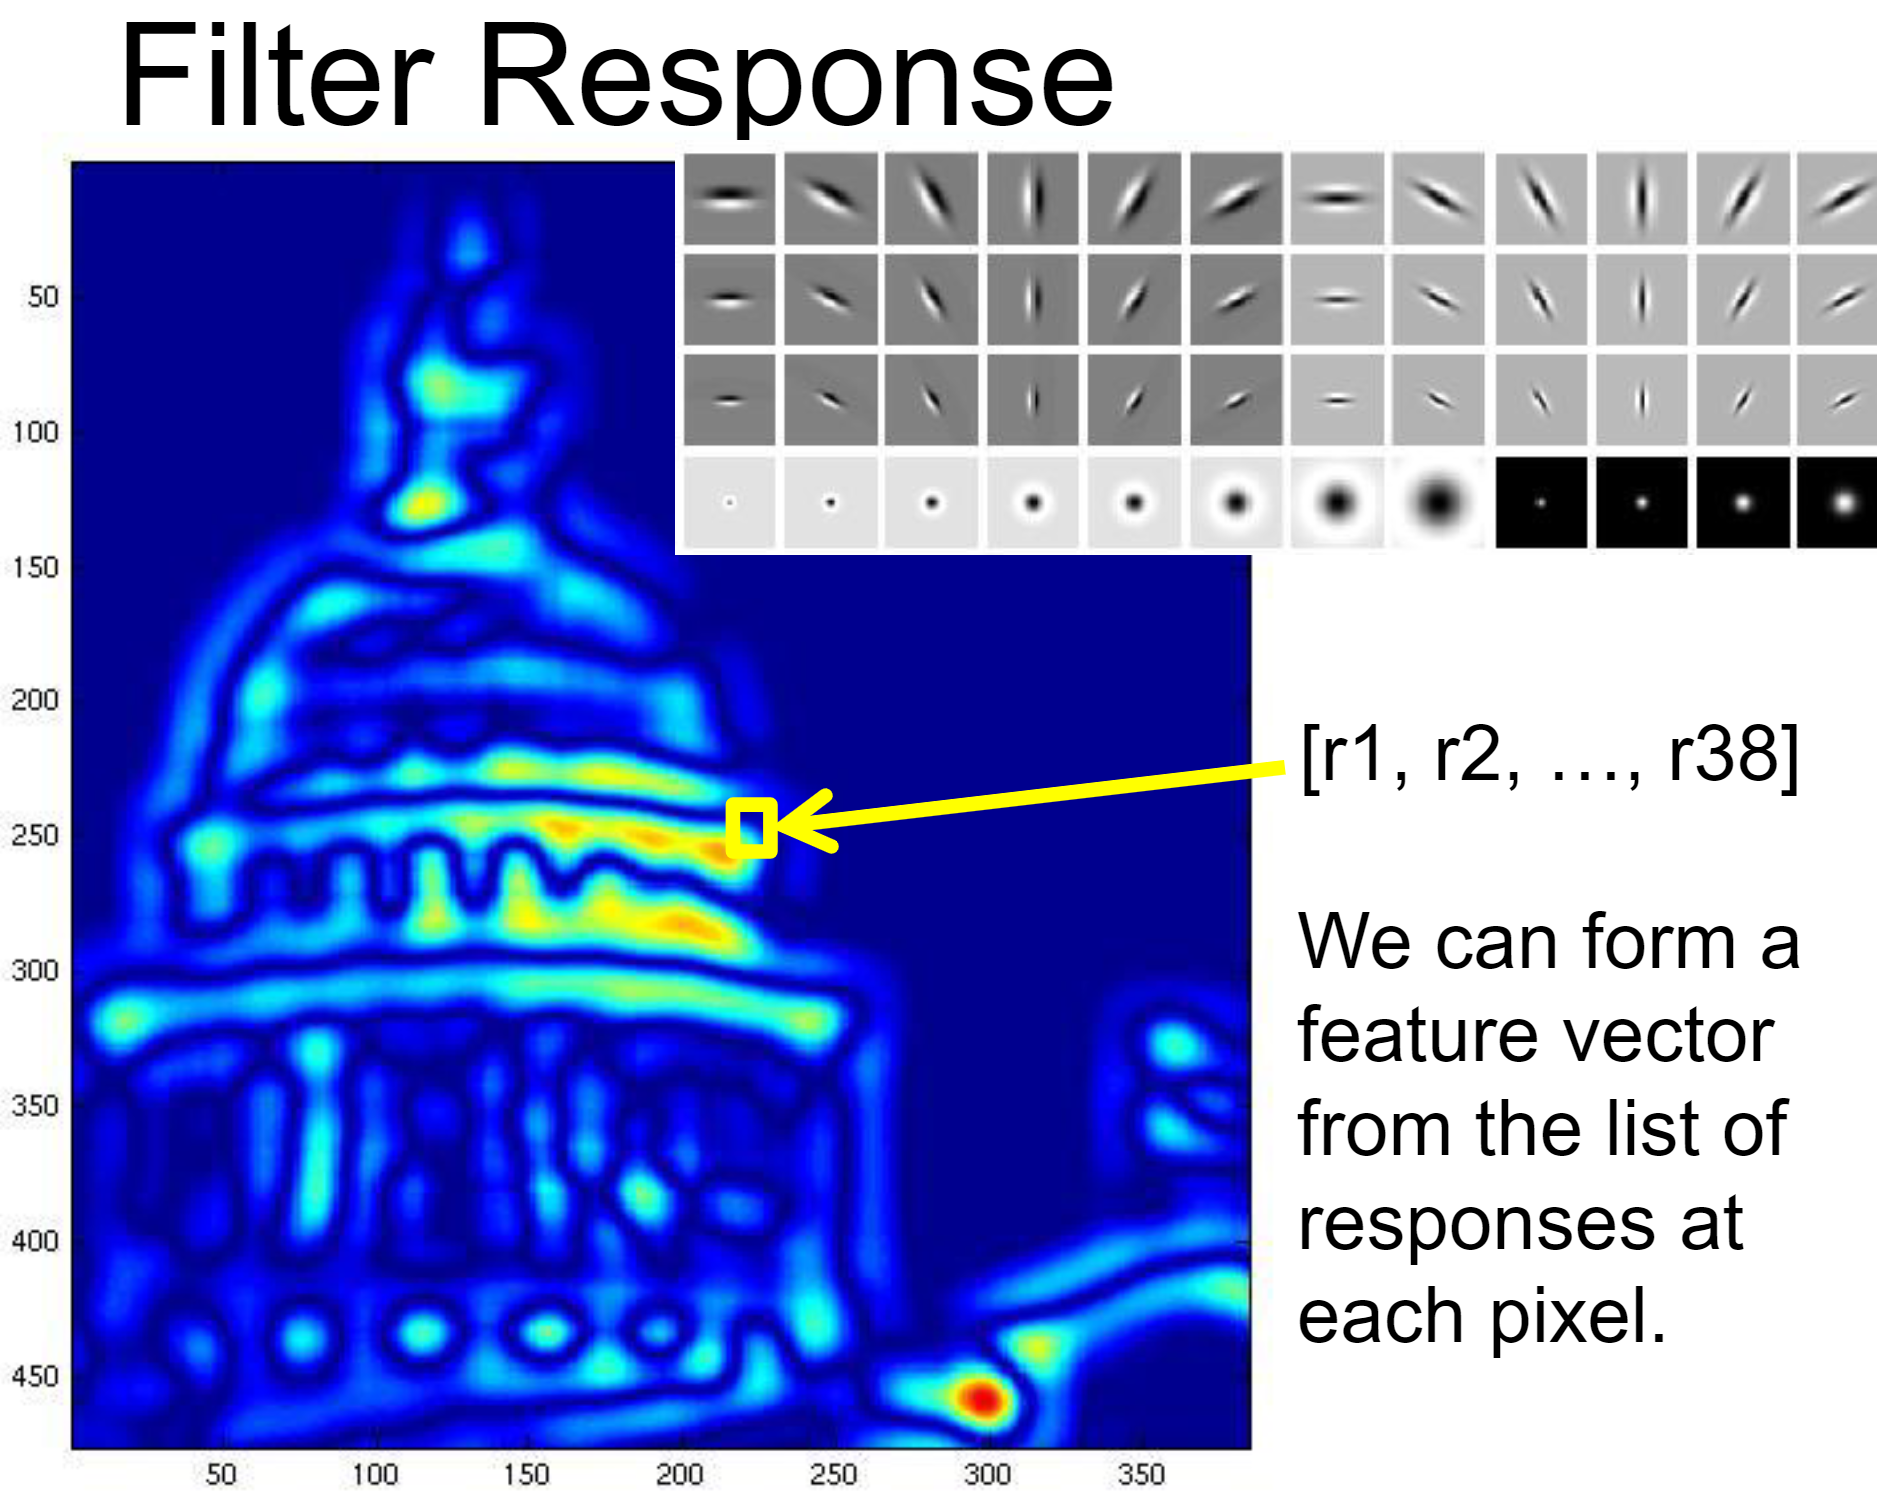 Filter Response
50
100
150
200
250
300
350
400
450
50 100 150 200 250 300 350
[r1, r2, …, r38]
We can form a
feature vector
from the list of
responses at
each pixel.